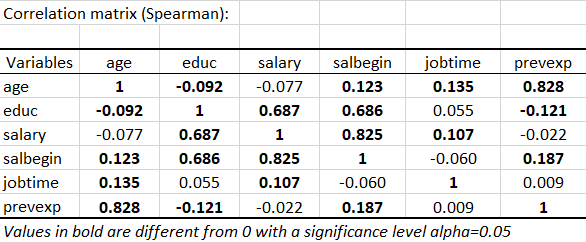 Correlation matrix (Spearman):
Variables age educ salary salbegin jobtime prevexp
age 1 -0.092 -0.077 0.123 0.135 0.828
educ -0.092 1 0.687 0.686 0.055 -0.121
salary -0.077 0.687 1 0.825 0.107 -0.022
salbegin 0.123 0.686 0.825 1 -0.060 0.187
jobtime 0.135 0.055 0.107 -0.060 1 0.009
prevexp 0.828 -0.121 -0.022 0.187 0.009 1
Values in bold are different from 0 with a significance level alpha=0.05